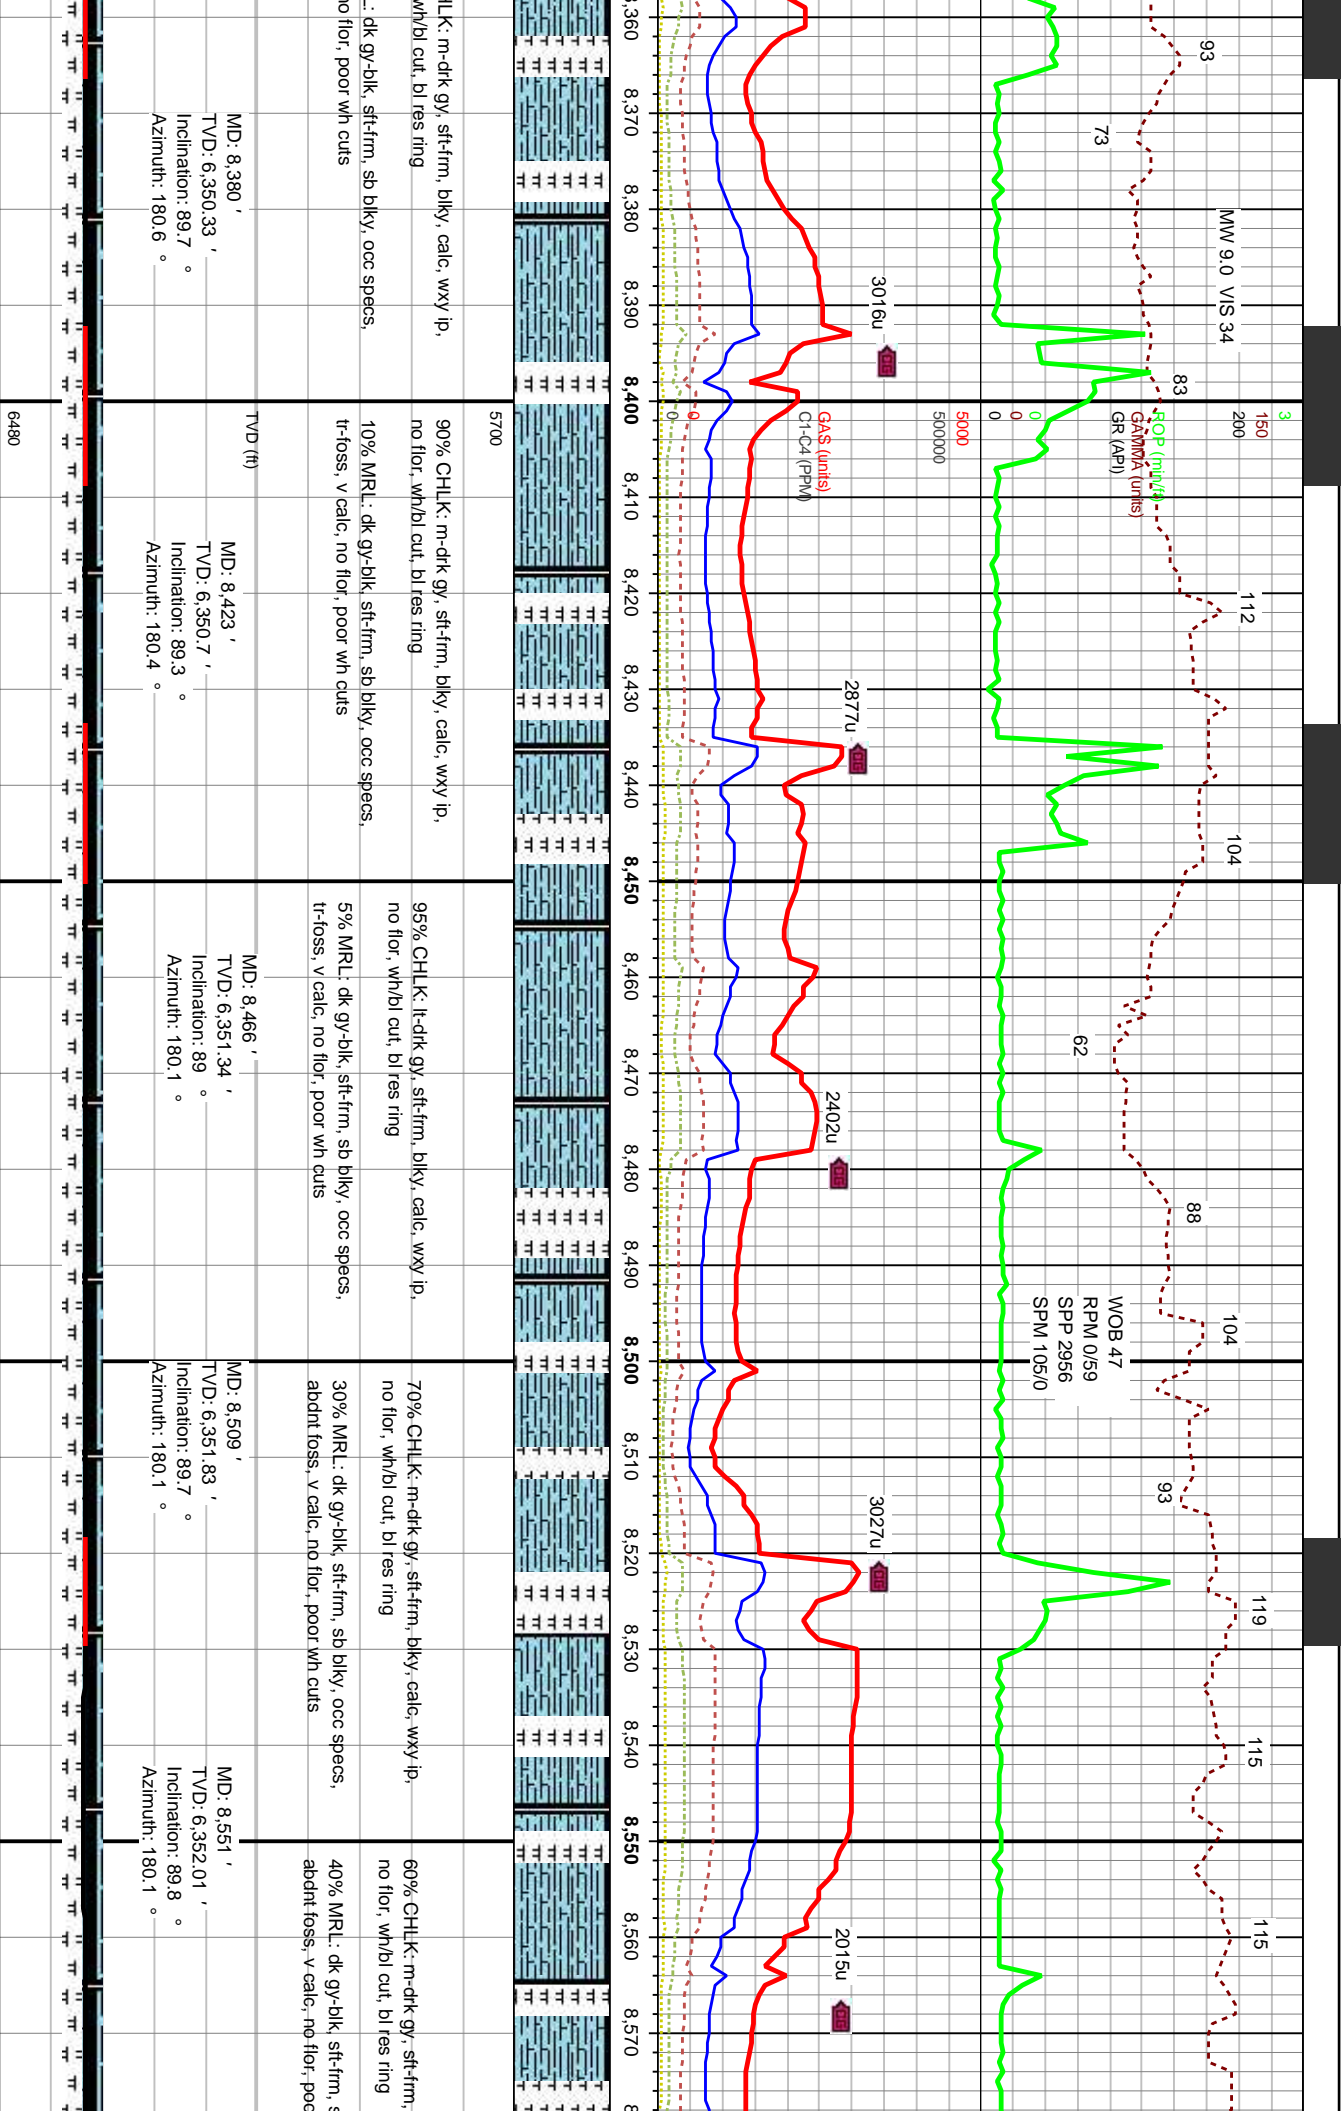 93
73
MW 9.0 VIS 34
83
112
104
62
88
104
93
119
115
115
WOB 47
RPM 0/59
SPP 2956
SPM 105/0
3
150
200
ROP (min/ft)
GAMMA (units)
GR (API)
0
0
0
5000
50000
GAS (units)
C1-C4 (PPM)
0
0
3016u
2877u
2402u
3027u
2015u
8,370
8,380
8,390
8,400
8,410
8,420
8,430
8,440
8,450
8,460
8,470
8,480
8,490
8,500
8,510
8,520
8,530
8,540
8,550
8,560
8,570
HLK: m-drk gy, sft-frm, blky, calc, wxy ip,
wh/bl cut, bl res ring
: dk gy-blk, sft-frm, sb blky, occ specs,
no flor, poor wh cuts
90% CHLK: m-drk gy, sft-frm, blky, calc, wxy ip,
no flor, wh/bl cut, bl res ring
10% MRL: dk gy-blk, sft-frm, sb blky, occ specs,
tr-foss, v calc, no flor, poor wh cuts
95% CHLK: lt-drk gy, sft-frm, blky, calc, wxy ip,
no flor, wh/bl cut, bl res ring
5% MRL: dk gy-blk, sft-frm, sb blky, occ specs,
tr-foss, v calc, no flor, poor wh cuts
70% CHLK: m-drk gy, sft-frm, blky, calc, wxy ip,
no flor, wh/bl cut, bl res ring
30% MRL: dk gy-blk, sft-frm, sb blky, occ specs,
abdnt foss, v calc, no flor, poor wh cuts
60% CHLK: m-drk gy, sft-frm,
no flor, wh/bl cut, bl res ring
40% MRL: dk gy-blk, sft-frm, s
abdnt foss, v calc, no flor, poo
MD: 8,380 '
TVD: 6,350.33 '
Inclination: 89.7 °
Azimuth: 180.6 °
MD: 8,423 '
TVD: 6,350.7 '
Inclination: 89.3 °
Azimuth: 180.4 °
MD: 8,466 '
TVD: 6,351.34 '
Inclination: 89 °
Azimuth: 180.1 °
MD: 8,509 '
TVD: 6,351.83 '
Inclination: 89.7 °
Azimuth: 180.1 °
MD: 8,551 '
TVD: 6,352.01 '
Inclination: 89.8 °
Azimuth: 180.1 °
5700
TVD (ft)
6480